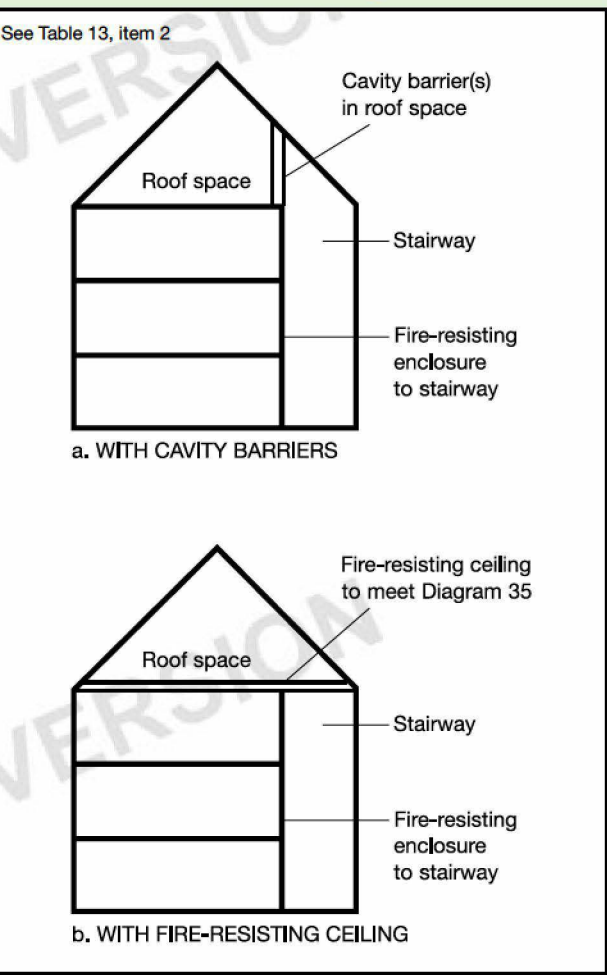 See Table 13, item 2
VERSION
Cavity barrier(s)
in roof space
Roof space
Stairway
Fire-resisting
enclosure
to stairway
a. WITH CAVITY BARRIERS
Fire-resisting ceiling
to meet Diagram 35
VERSION
Roof space
Stairway
Fire-resisting
enclosure
to stairway
b. WITH FIRE-RESISTING CEILING